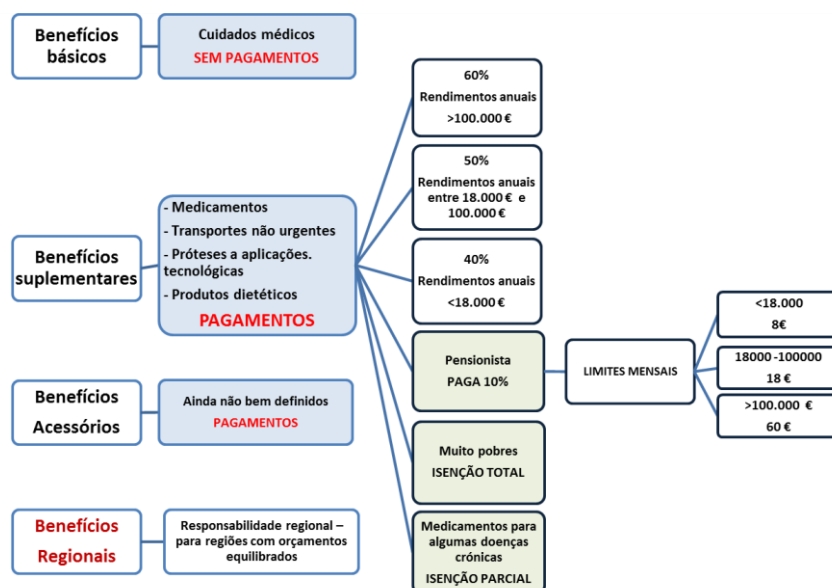 Benefícios
básicos
Cuidados médicos
SEM PAGAMENTOS
Benefícios
suplementares
- Medicamentos
- Transportes não urgentes
- Próteses a aplicações.
tecnológicas
- Produtos dietéticos
PAGAMENTOS
60%
Rendimentos anuais
>100.000 €
50%
Rendimentos anuais
entre 18.000 € e
100.000 €
40%
Rendimentos anuais
<18.000 €
Pensionista
PAGA 10%
LIMITES MENSAIS
<18.000
8€
18000 -100000
18 €
>100.000 €
60 €
Muito pobres
ISENÇÃO TOTAL
Medicamentos para
algumas doenças
crónicas
ISENÇÃO PARCIAL
Benefícios
Acessórios
Ainda não bem definidos
PAGAMENTOS
Benefícios
Regionais
Responsabilidade regional –
para regiões com orçamentos
equilibrados